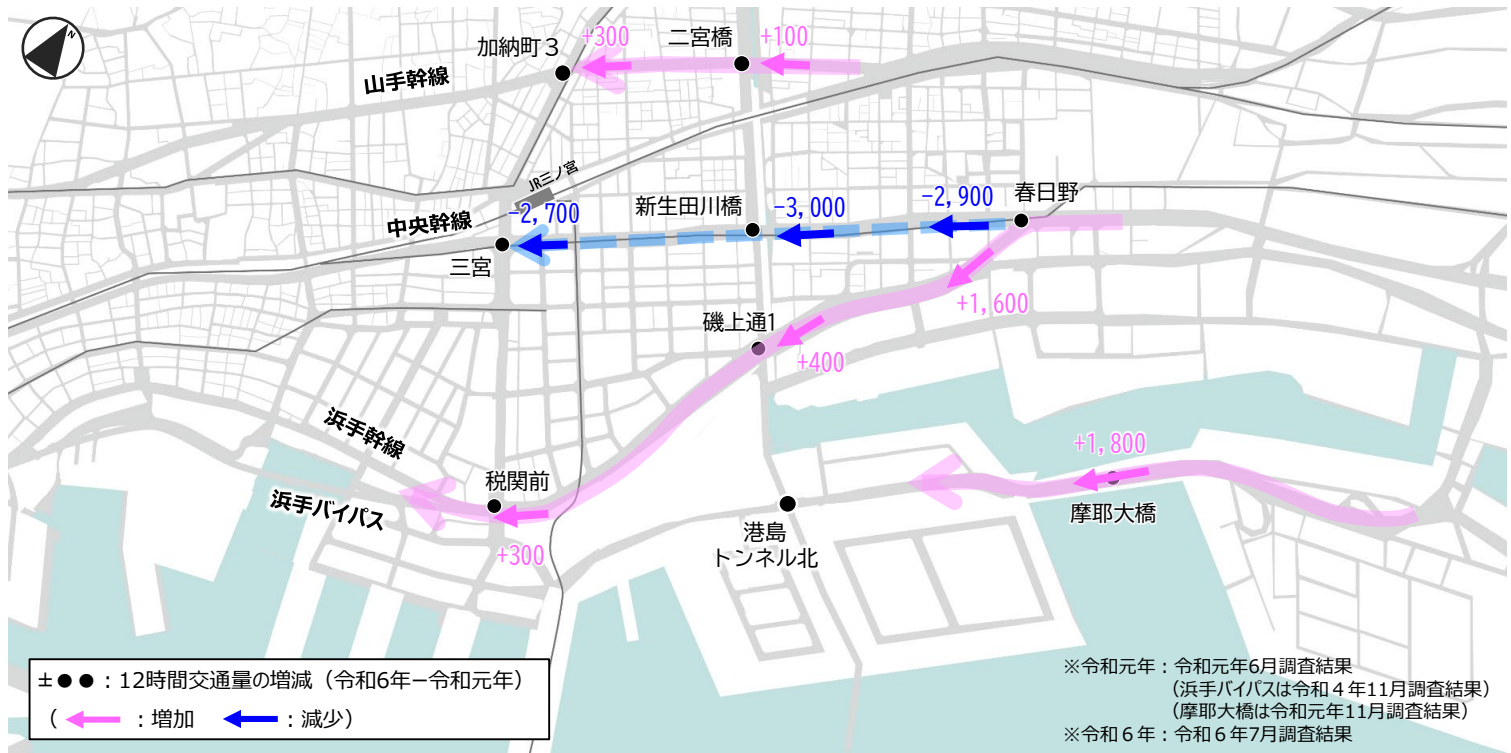 N
加納町3
+300
二宮橋
+100
山手幹線
JR三ノ宮
中央幹線
-2,700
新生田川橋
-3,000
-2,900
春日野
三宮
+1,600
磯上通1
+400
浜手幹線
+1,800
税関前
浜手バイパス
摩耶大橋
港島
トンネル北
+300
±●●：12時間交通量の増減（令和6年−令和元年）
（ ：増加 ：減少）
※令和元年：令和元年6月調査結果
（浜手バイパスは令和４年11月調査結果）
（摩耶大橋は令和元年11月調査結果）
※令和６年：令和６年7月調査結果